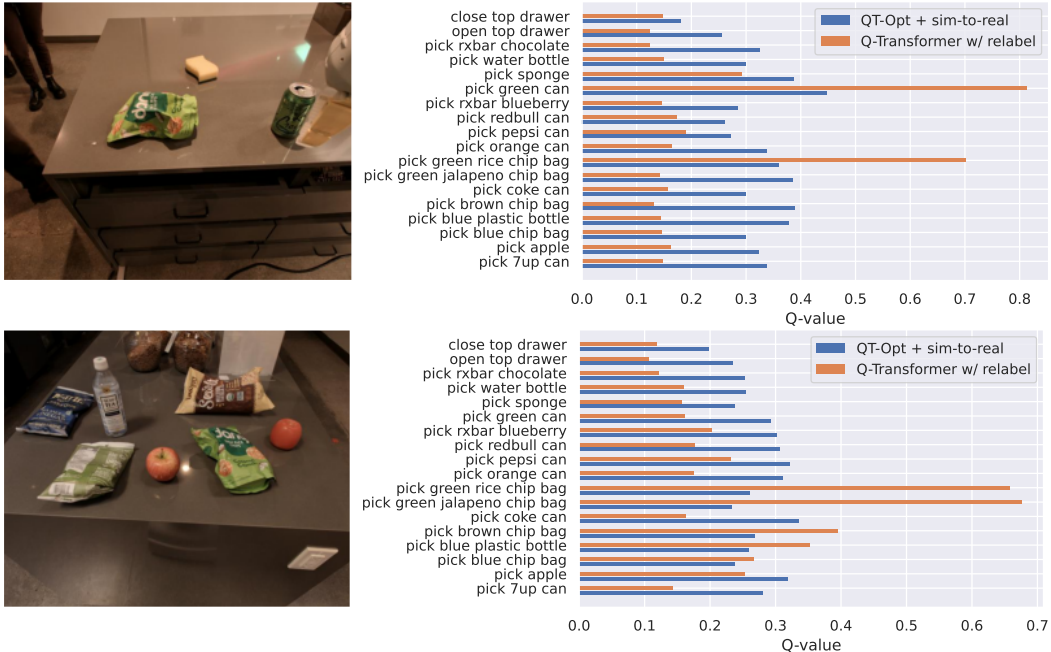 close top drawer
open top drawer
pick rxbar chocolate
pick water bottle
pick sponge
pick green can
pick rxbar blueberry
pick redbull can
pick pepsi can
pick orange can
pick green rice chip bag
pick green jalapeno chip bag
pick coke can
pick brown chip bag
pick blue plastic bottle
pick blue chip bag
pick apple
pick 7up can
QT-Opt + sim-to-real
Q-Transformer w/ relabel
0.0 0.1 0.2 0.3 0.4 0.5 0.6 0.7 0.8
Q-value
close top drawer
open top drawer
pick rxbar chocolate
pick water bottle
pick sponge
pick green can
pick rxbar blueberry
pick redbull can
pick pepsi can
pick orange can
pick green rice chip bag
pick green jalapeno chip bag
pick coke can
pick brown chip bag
pick blue plastic bottle
pick blue chip bag
pick apple
pick 7up can
QT-Opt + sim-to-real
Q-Transformer w/ relabel
0.0 0.1 0.2 0.3 0.4 0.5 0.6 0.7
Q-value